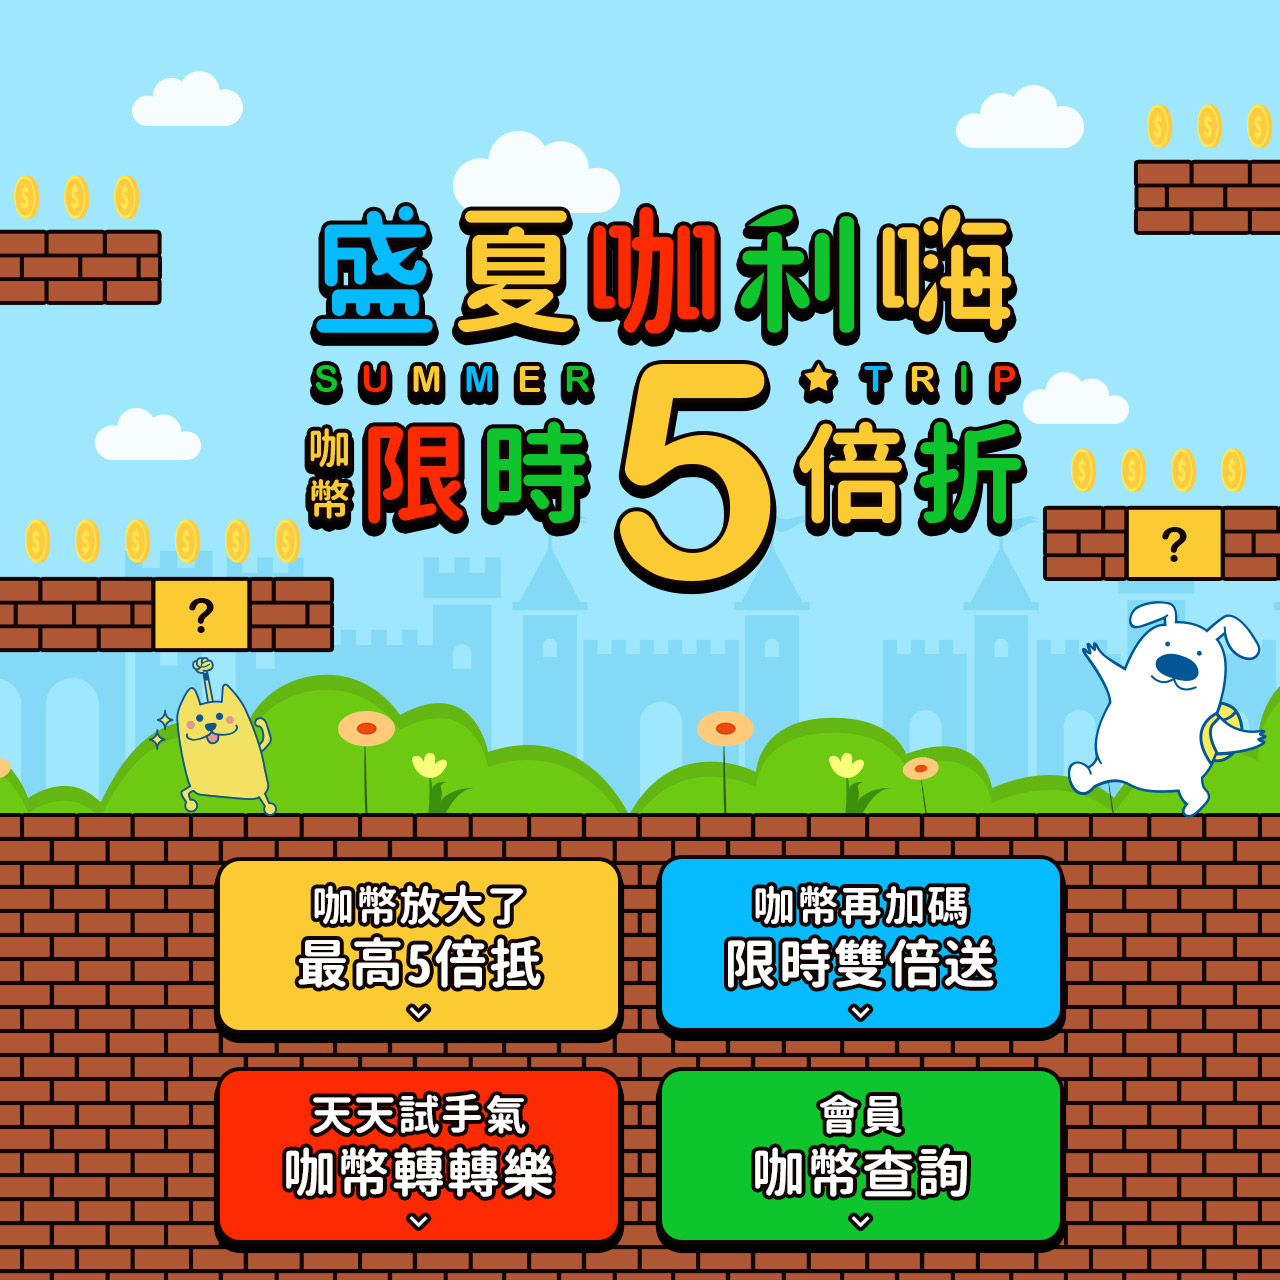 盛夏咖利嗨
SUMMER ★ TRIP
咖幣限時5倍折
?
?
咖幣放大了
最高5倍抵
咖幣再加碼
限時雙倍送
天天試手氣
咖幣轉轉樂
會員
咖幣查詢